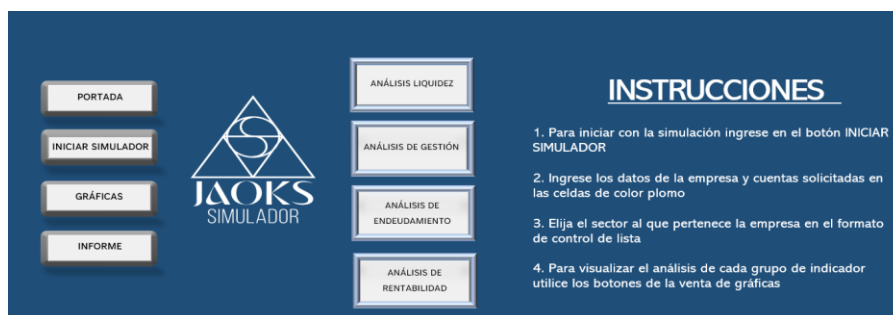 PORTADA
INICIAR SIMULADOR
GRÁFICAS
INFORME
JAOKS
SIMULADOR
ANÁLISIS LIQUIDEZ
ANÁLISIS DE GESTIÓN
ANÁLISIS DE
ENDEUDAMIENTO
ANÁLISIS DE
RENTABILIDAD
INSTRUCCIONES
1. Para iniciar con la simulación ingrese en el botón INICIAR
SIMULADOR
2. Ingrese los datos de la empresa y cuentas solicitadas en
las celdas de color plomo
3. Elija el sector al que pertenece la empresa en el formato
de control de lista
4. Para visualizar el análisis de cada grupo de indicador
utilice los botones de la venta de gráficas